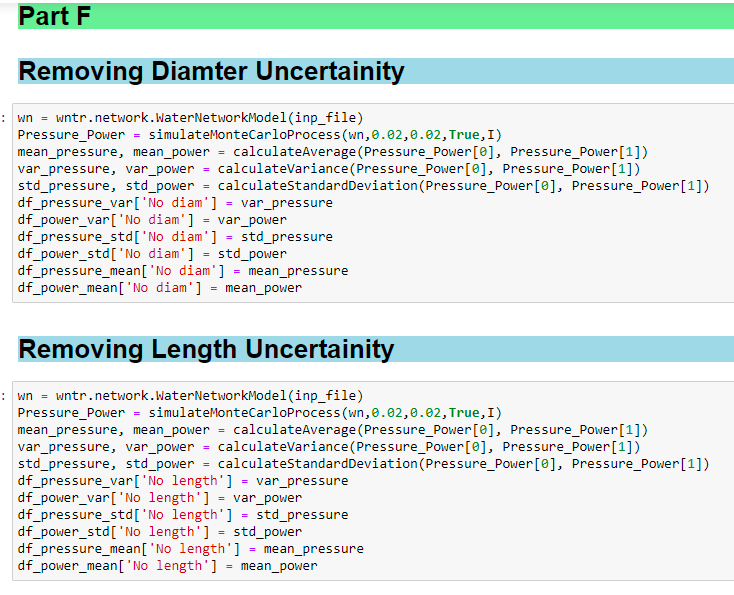 Part F
Removing Diamter Uncertainity
: wn = wntr.network.WaterNetworkModel(inp_file)
Pressure_Power = simulateMonteCarloProcess(wn,0.02,0.02,True,I)
mean_pressure, mean_power = calculateAverage(Pressure_Power[0], Pressure_Power[1])
var_pressure, var_power = calculateVariance(Pressure_Power[0], Pressure_Power[1])
std_pressure, std_power = calculateStandardDeviation(Pressure_Power[0], Pressure_Power[1])
df_pressure_var['No diam'] = var_pressure
df_power_var['No diam'] = var_power
df_pressure_std['No diam'] = std_pressure
df_power_std['No diam'] = std_power
df_pressure_mean['No diam'] = mean_pressure
df_power_mean['No diam'] = mean_power
Removing Length Uncertainity
: wn = wntr.network.WaterNetworkModel(inp_file)
Pressure_Power = simulateMonteCarloProcess(wn,0.02,0.02,True,I)
mean_pressure, mean_power = calculateAverage(Pressure_Power[0], Pressure_Power[1])
var_pressure, var_power = calculateVariance(Pressure_Power[0], Pressure_Power[1])
std_pressure, std_power = calculateStandardDeviation(Pressure_Power[0], Pressure_Power[1])
df_pressure_var['No length'] = var_pressure
df_power_var['No length'] = var_power
df_pressure_std['No length'] = std_pressure
df_power_std['No length'] = std_power
df_pressure_mean['No length'] = mean_pressure
df_power_mean['No length'] = mean_power